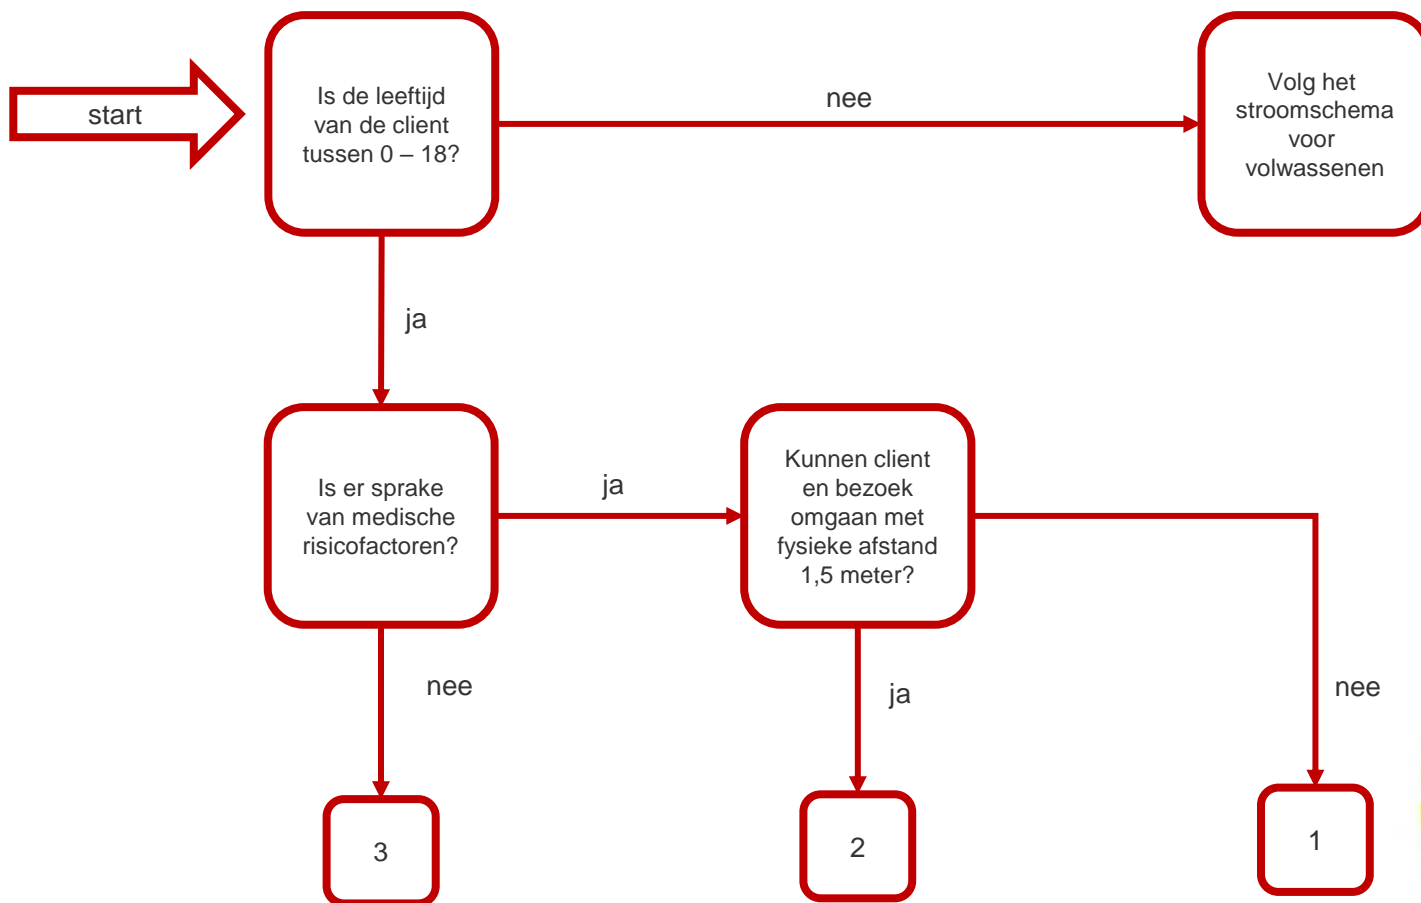 start
Is de leeftijd
van de client
tussen 0 – 18?
nee
Volg het
stroomschema
voor
volwassenen
ja
Is er sprake
van medische
risicofactoren?
ja
Kunnen client
en bezoek
omgaan met
fysieke afstand
1,5 meter?
nee
ja
nee
3
2
1